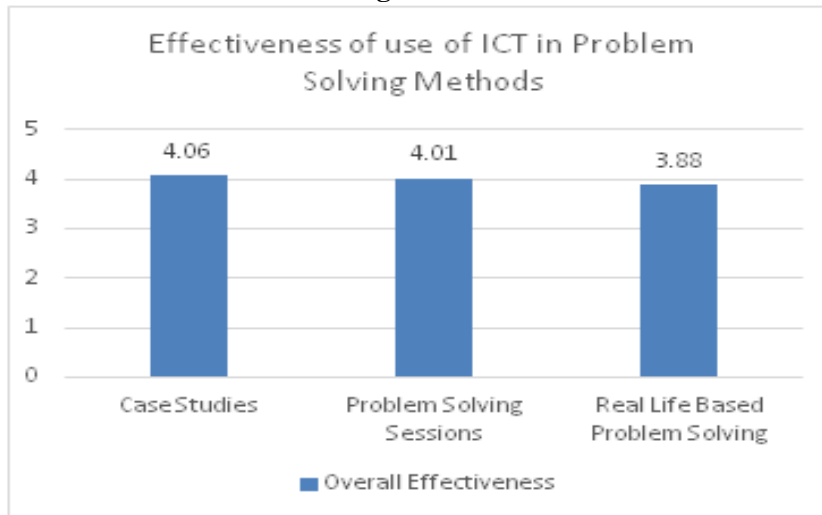 Effectiveness of use of ICT in Problem
Solving Methods
5
4
3
2
1
0
4.06
4.01
3.88
Case Studies
Problem Solving
Sessions
Real Life Based
Problem Solving
Overall Effectiveness